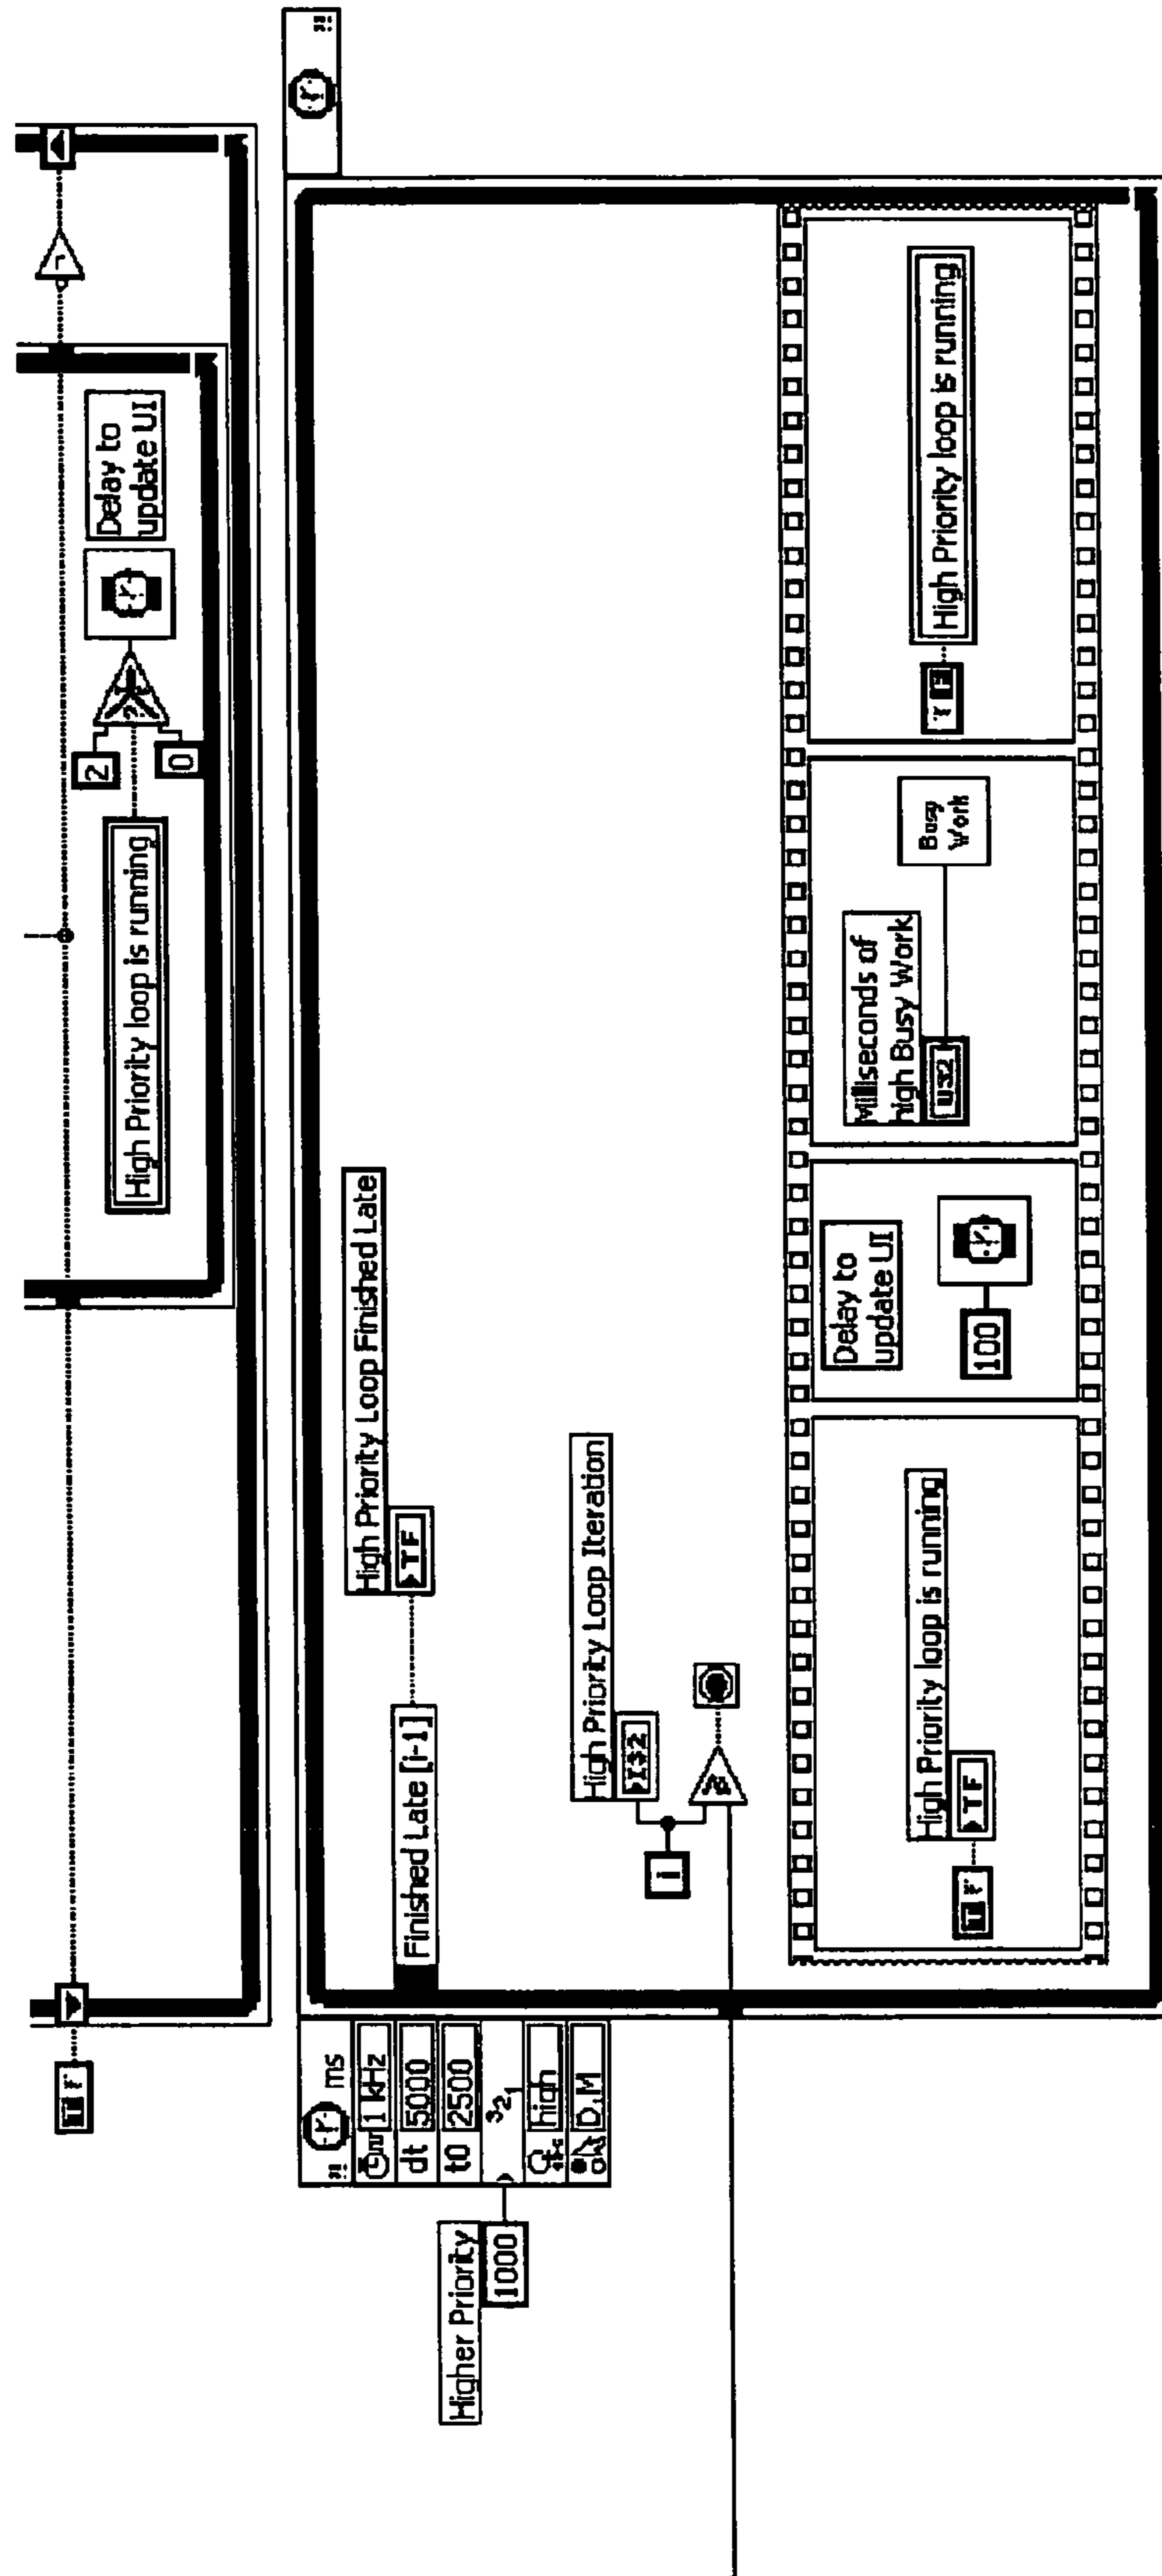 T F
High Priority loop is running
2
0
Delay to
update UI
Higher Priority
1000
ms
1 kHz
dt 5000
t0 2500
high
D,M
Finished Late [i-1]
High Priority Loop Finished Late
TF
High Priority Loop Iteration
I32
i
High Priority loop is running
T F
TF
Delay to
update UI
100
Milliseconds of
high Busy Work
U32
Busy
Work
High Priority loop is running